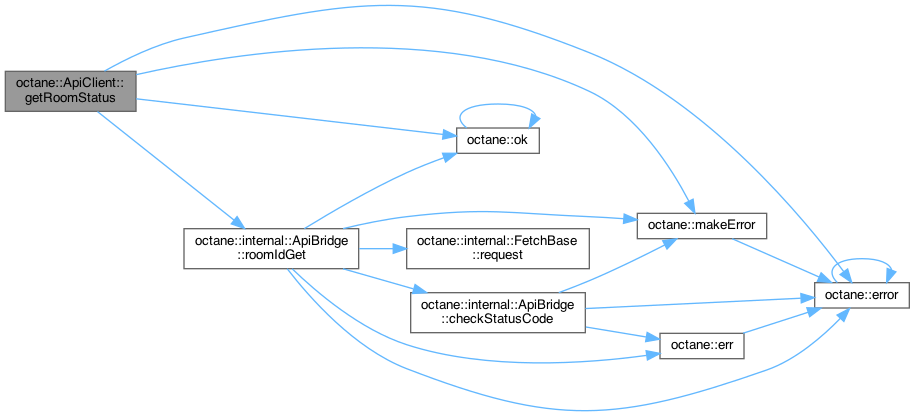 octane::ApiClient::
getRoomStatus
octane::ok
octane::internal::ApiBridge
::roomIdGet
octane::internal::FetchBase
::request
octane::makeError
octane::internal::ApiBridge
::checkStatusCode
octane::error
octane::err